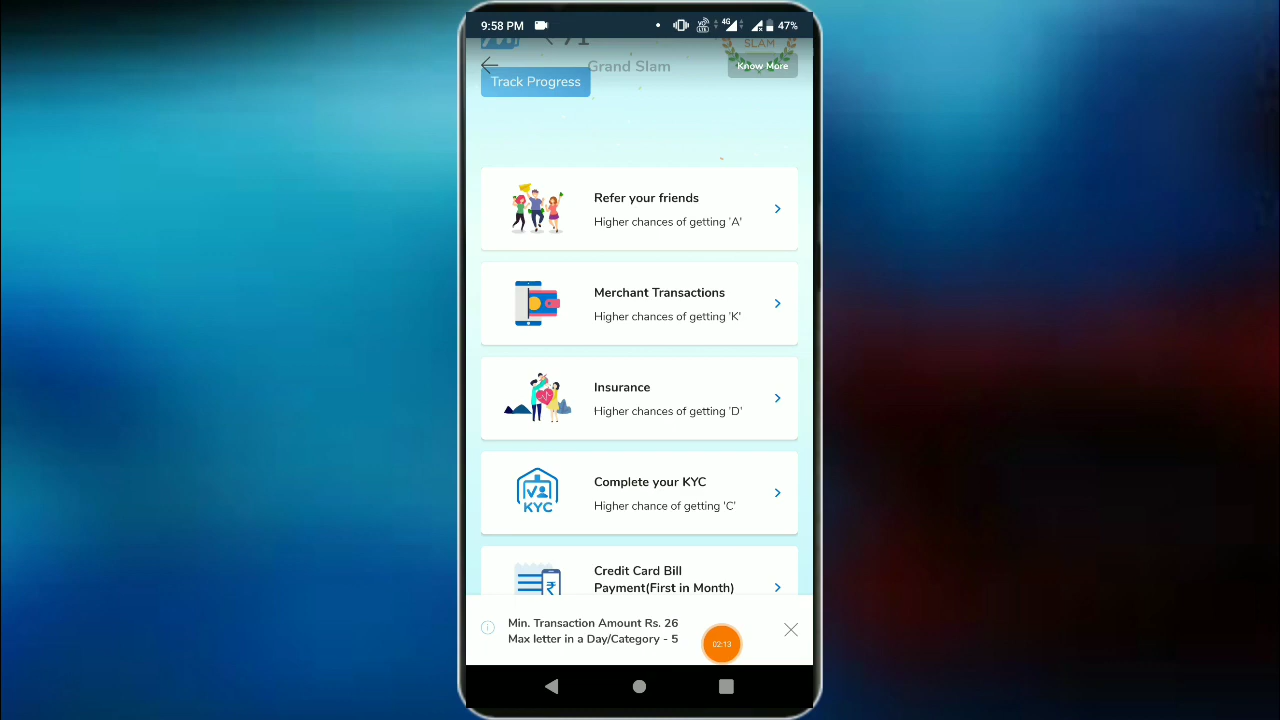 9:58 PM 4G 47%
SLAM
Grand Slam
Know More
Track Progress
Refer your friends
Higher chances of getting 'A'
Merchant Transactions
Higher chances of getting 'K'
Insurance
Higher chances of getting 'D'
KYC
Complete your KYC
Higher chance of getting 'C'
₹
Credit Card Bill
Payment(First in Month)
Min. Transaction Amount Rs. 26
Max letter in a Day/Category - 5
02:13